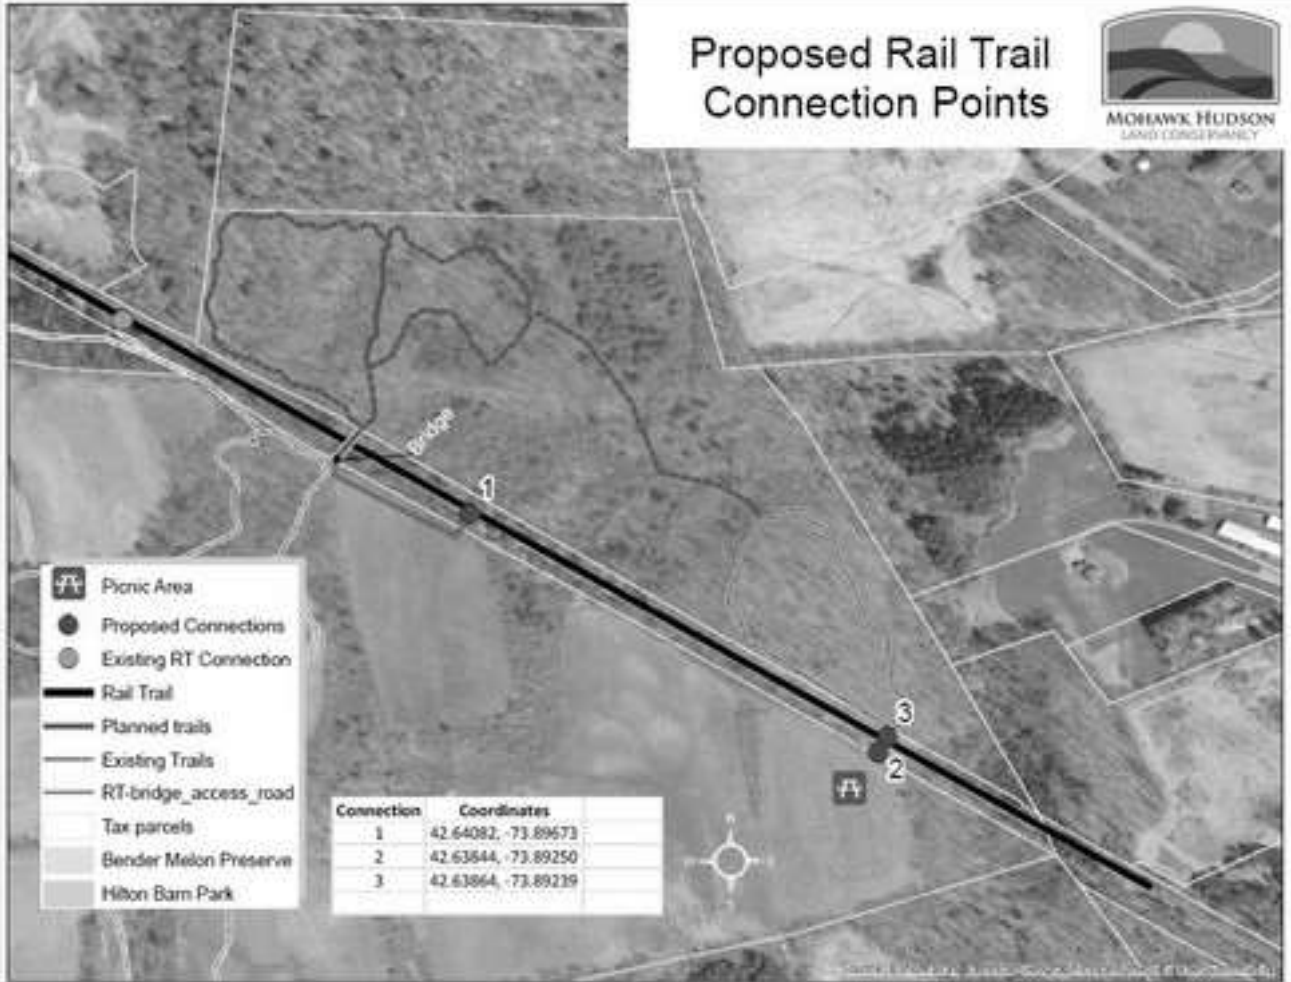 Proposed Rail Trail
Connection Points
MOHAWK HUDSON
LAND CONSERVANCY
Bridge
1
3
2
Picnic Area
Proposed Connections
Existing RT Connection
Rail Trail
Planned trails
Existing Trails
RT-bridge_access_road
Tax parcels
Bender Melon Preserve
Hilton Barn Park
Connection Coordinates
1 42.64082, -73.89673
2 42.63844, -73.89250
3 42.63864, -73.89239